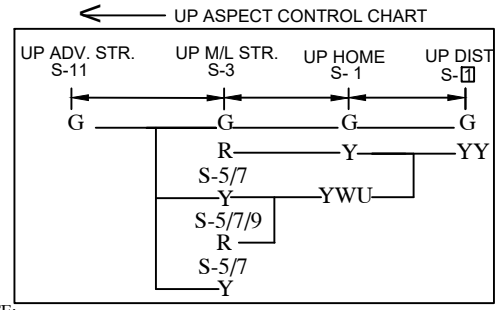 UP ASPECT CONTROL CHART
UP ADV. STR. UP M/L STR. UP HOME UP DIST
S-11 S-3 S- 1 S-1
G G G G
R Y YY
S-5/7
Y YWU
S-5/7/9
R
S-5/7
Y